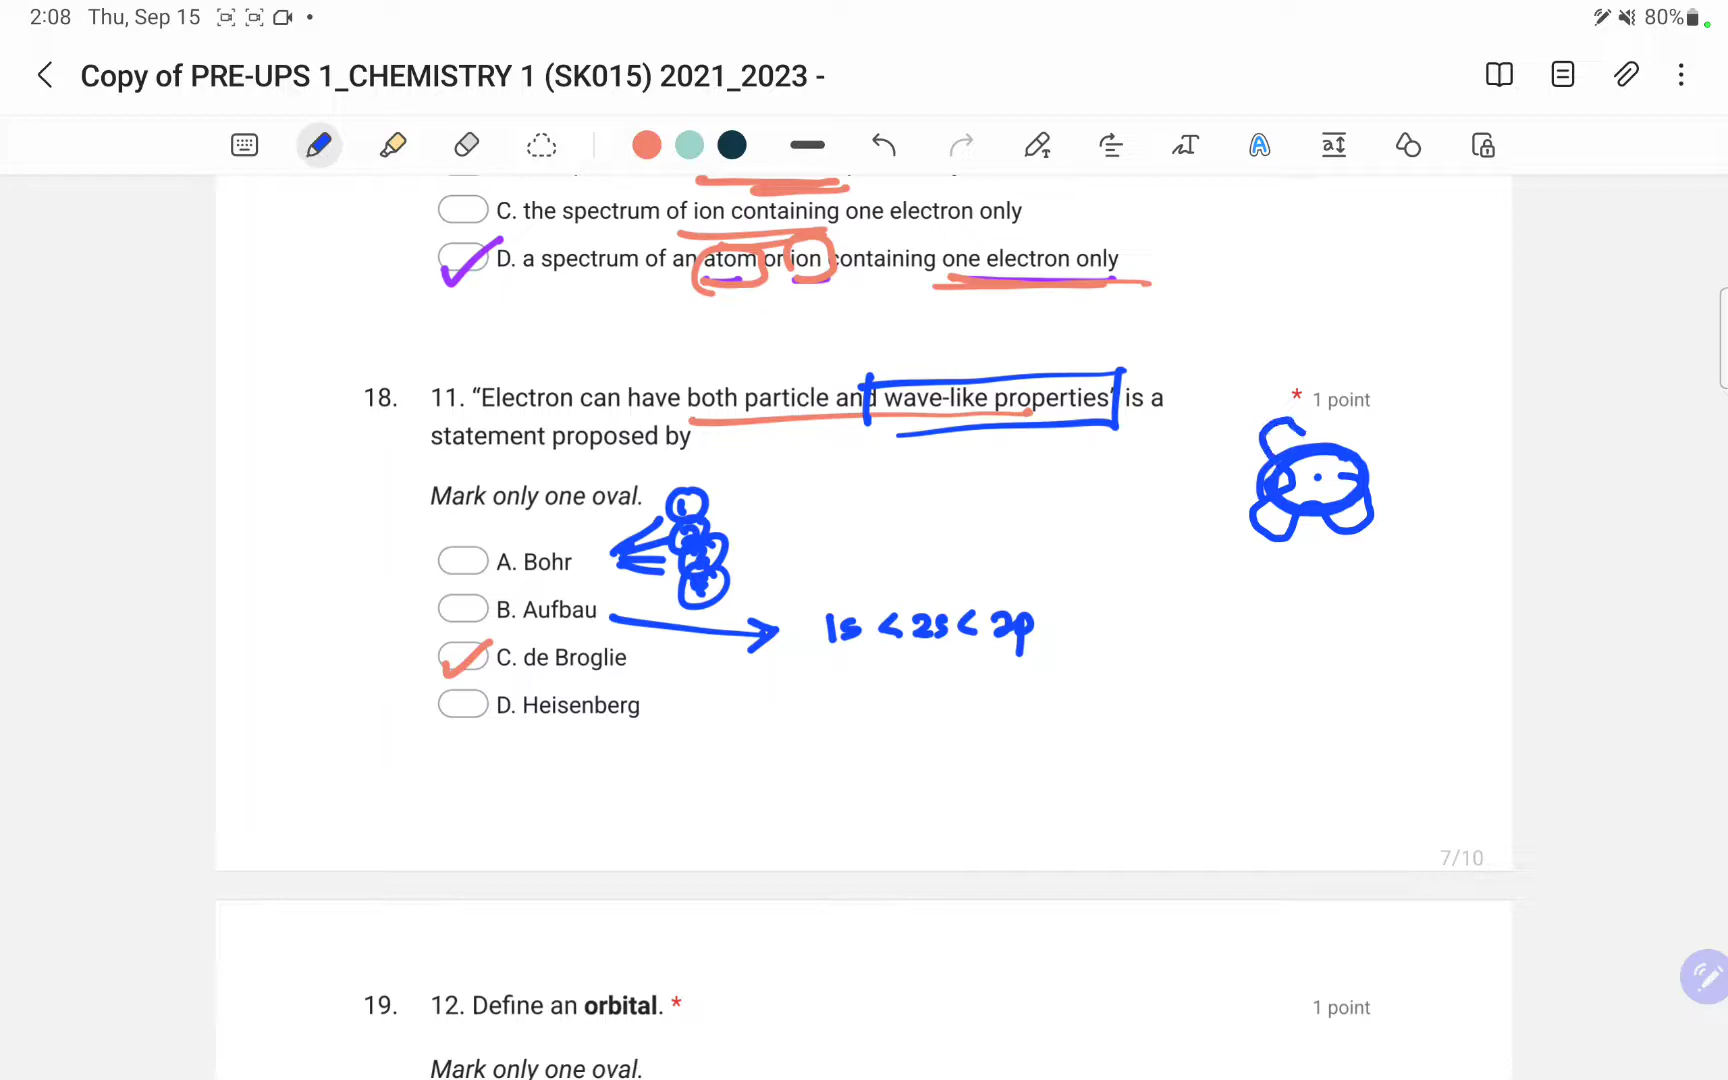 2:08 Thu, Sep 15
80%
Copy of PRE-UPS 1_CHEMISTRY 1 (SK015) 2021_2023 -
C. the spectrum of ion containing one electron only
D. a spectrum of an atom or ion containing one electron only
18. 11. “Electron can have both particle and wave-like properties” is a * 1 point
statement proposed by
Mark only one oval.
A. Bohr
B. Aufbau
1s < 2s < 2p
C. de Broglie
D. Heisenberg
7/10
19. 12. Define an orbital. * 1 point
Mark only one oval.